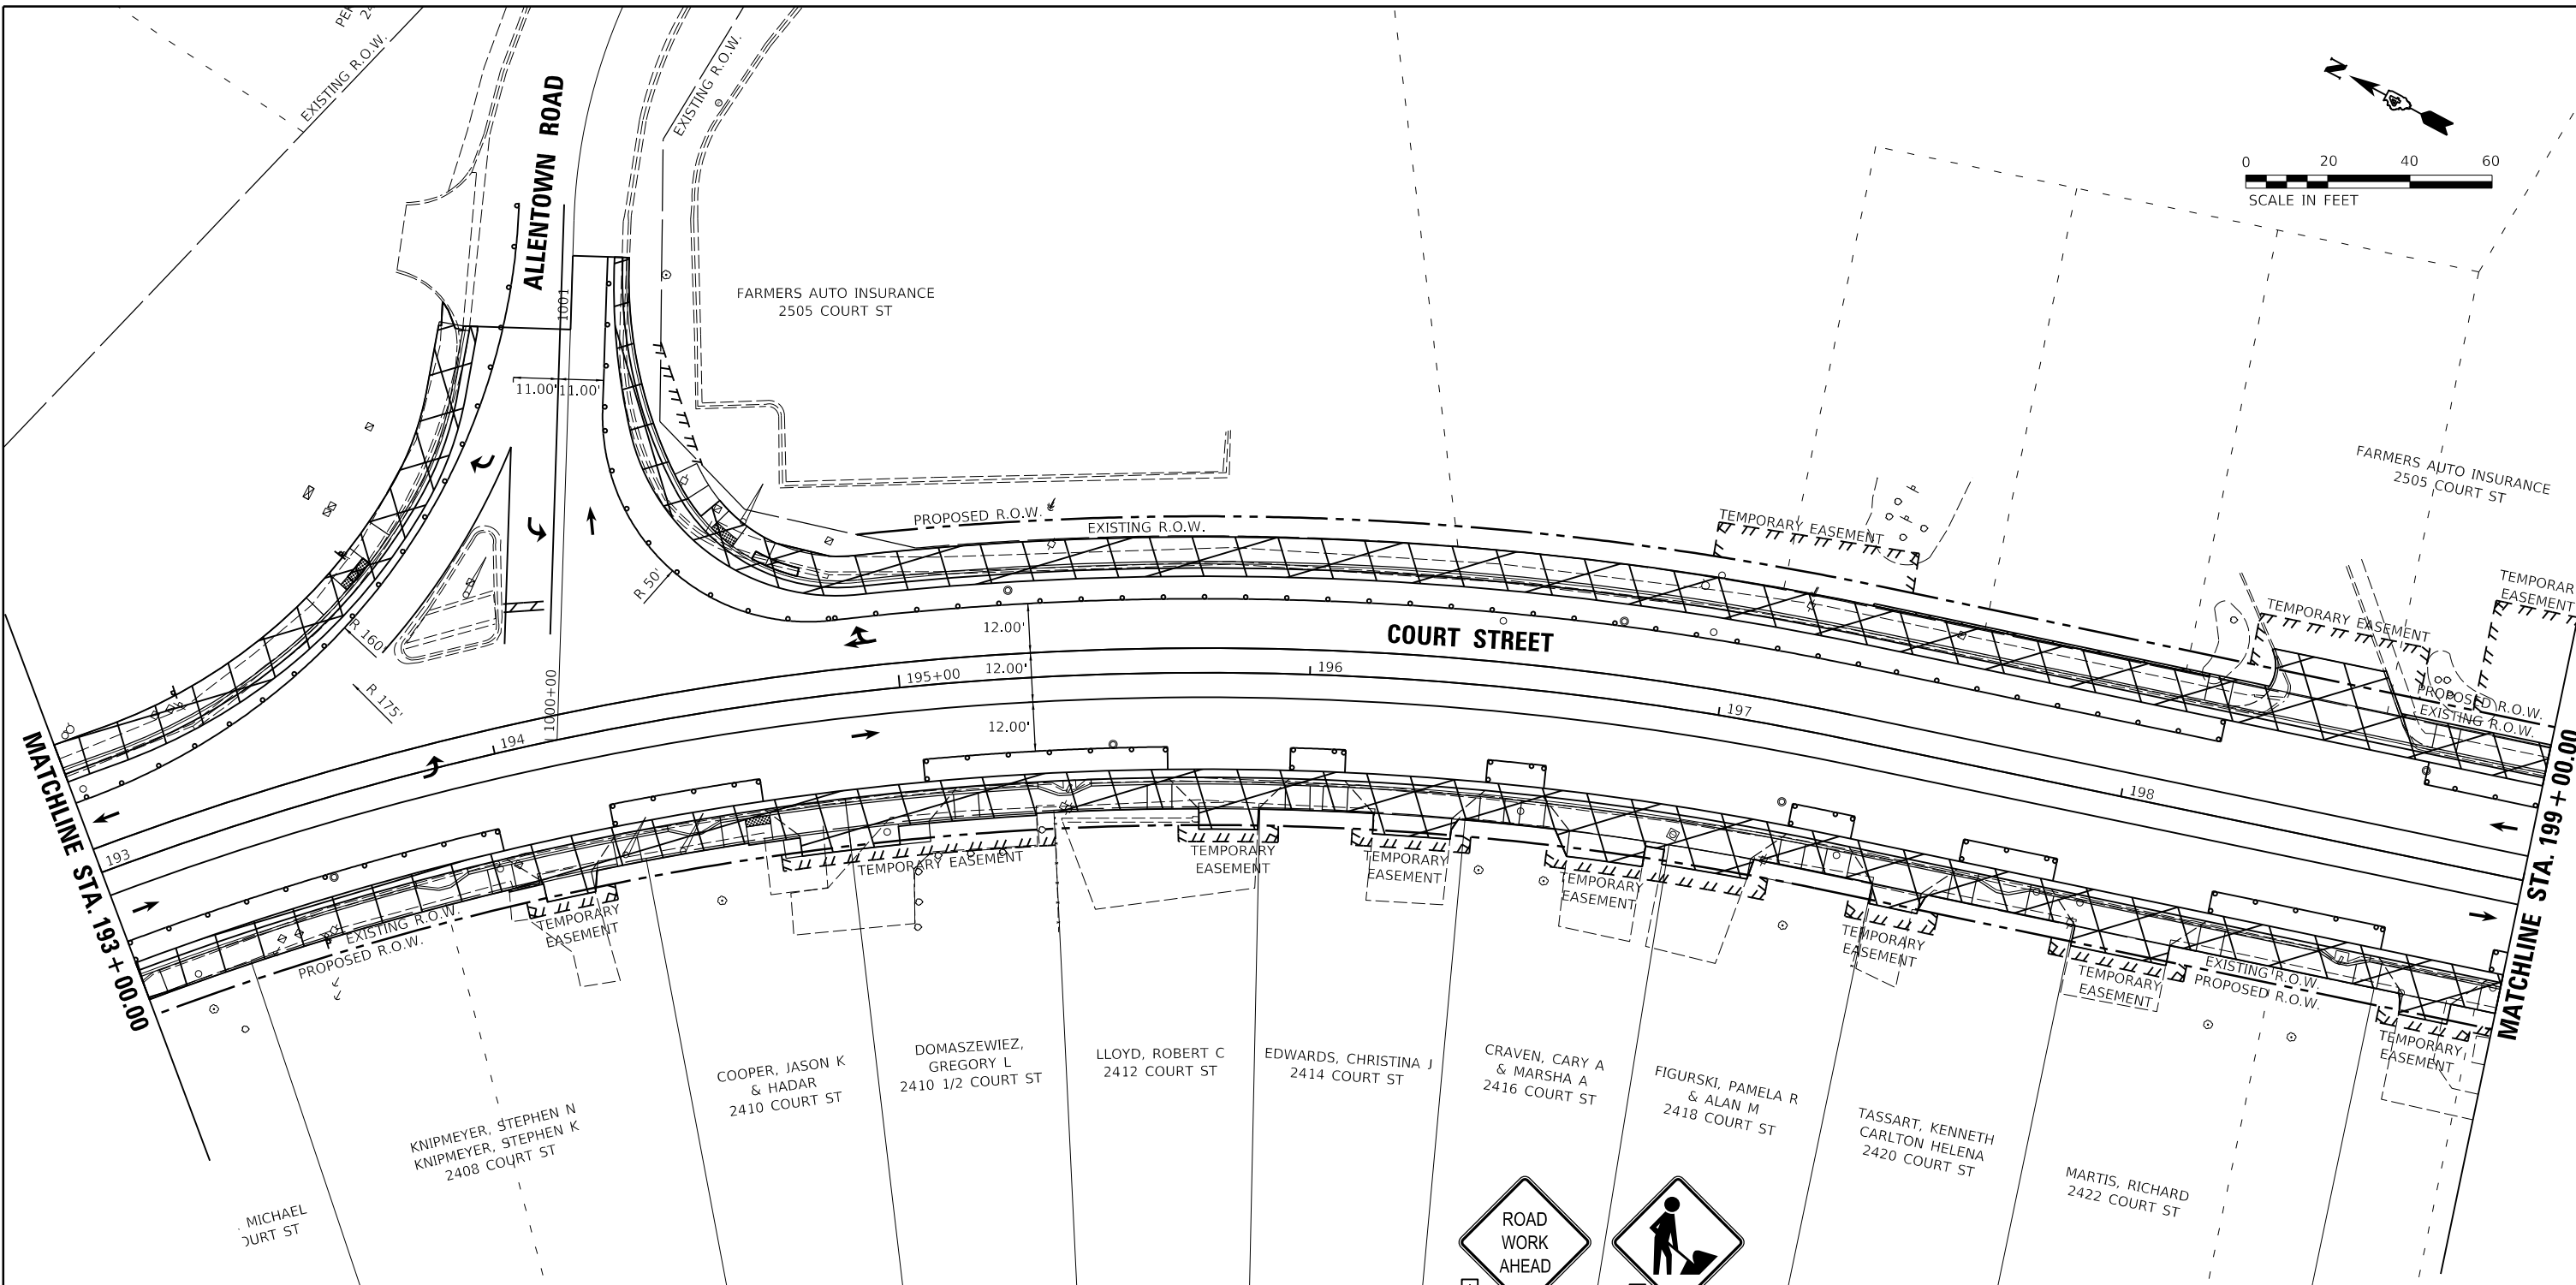 EXISTING R.O.W.
ALLENTOWN ROAD
EXISTING R.O.W.
N
0 20 40 60
SCALE IN FEET
FARMERS AUTO INSURANCE
2505 COURT ST
1001
11.00' 11.00'
FARMERS AUTO INSURANCE
2505 COURT ST
PROPOSED R.O.W.
EXISTING R.O.W.
TEMPORARY EASEMENT
TEMPORARY EASEMENT
EASEMENT
R 50'
R 160'
R 175'
12.00'
12.00'
12.00'
COURT STREET
1000+00
193
194
195+00
196
197
198
PROPOSED R.O.W.
EXISTING R.O.W.
MATCHLINE STA. 193+00.00
MATCHLINE STA. 199+00.00
EXISTING R.O.W.
PROPOSED R.O.W.
TEMPORARY
EASEMENT
TEMPORARY EASEMENT
TEMPORARY
EASEMENT
TEMPORARY
EASEMENT
TEMPORARY
EASEMENT
TEMPORARY
EASEMENT
TEMPORARY
EASEMENT
EXISTING R.O.W.
PROPOSED R.O.W.
TEMPORARY
EASEMENT
MICHAEL
KNIPMEYER, STEPHEN N
KNIPMEYER, STEPHEN K
2408 COURT ST
COOPER, JASON K
& HADAR
2410 COURT ST
DOMASZEWIEZ,
GREGORY L
2410 1/2 COURT ST
LLOYD, ROBERT C
2412 COURT ST
EDWARDS, CHRISTINA J
2414 COURT ST
CRAVEN, CARY A
& MARSHA A
2416 COURT ST
FIGURSKI, PAMELA R
& ALAN M
2418 COURT ST
TASSART, KENNETH
CARLTON HELENA
2420 COURT ST
MARTIS, RICHARD
2422 COURT ST
ROAD
WORK
AHEAD